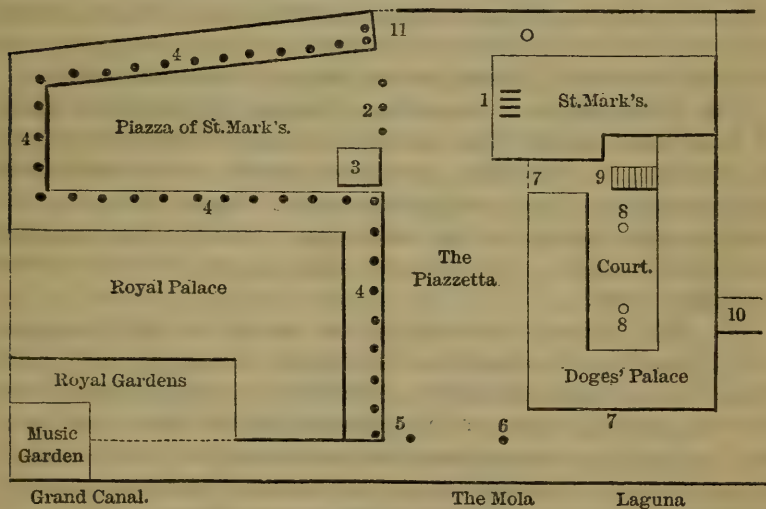 11
4
1
St. Mark's.
2
Piazza of St. Mark's.
4
3
7
9
4
8
The
Piazzetta
Court.
Royal Palace
4
8
10
Royal Gardens
Doges' Palace
5
6
7
Music
Garden
Grand Canal.
The Mola
Laguna